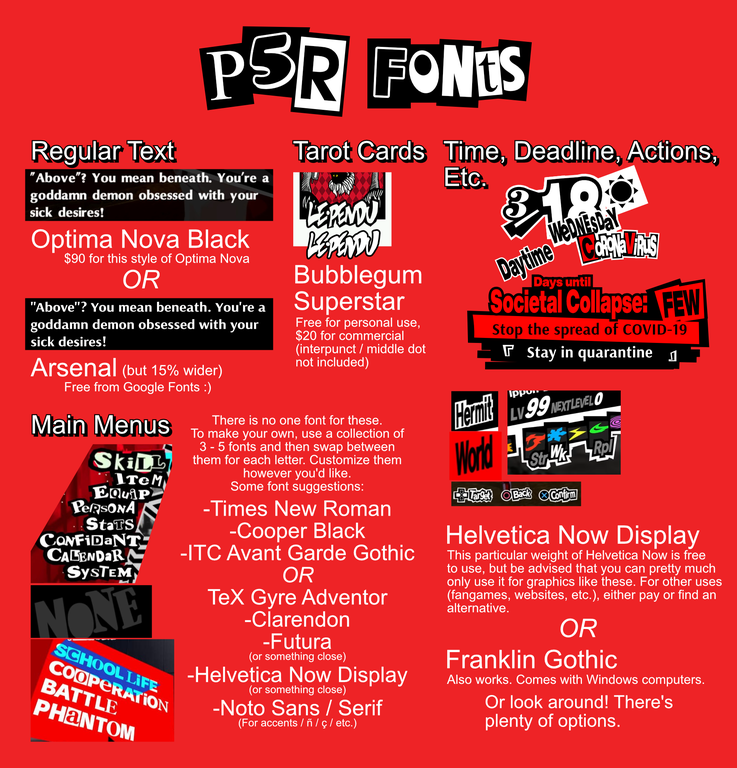 P5R FONtS
Regular Text
"Above"? You mean beneath. You're a
goddamn demon obsessed with your
sick desires!
Optima Nova Black
$90 for this style of Optima Nova
OR
"Above"? You mean beneath. You're a
goddamn demon obsessed with your
sick desires!
Arsenal (but 15% wider)
Free from Google Fonts :)
Tarot Cards
"LE·PENDU
LE·PENDU
Bubblegum
Superstar
Free for personal use,
$20 for commercial
(interpunct / middle dot
not included)
Time, Deadline, Actions,
Etc.
3 18
WEDNESDAY
Daytime
CORONAVIRUS
Days until
Societal Collapse: FEW
Stop the spread of COVID-19
『 Stay in quarantine 』
Main Menus
SKILL
ITEM
EQUIP
PERSONA
STATS
CONFIDANT
CALENDAR
SYSTEM
NONE
SCHOOL LiFE
COOPERATiON
BATTLE
PHaNTOM
There is no one font for these.
To make your own, use a collection of
3 - 5 fonts and then swap between
them for each letter. Customize them
however you'd like.
Some font suggestions:
-Times New Roman
-Cooper Black
-ITC Avant Garde Gothic
OR
TeX Gyre Adventor
-Clarendon
-Futura
(or something close)
-Helvetica Now Display
(or something close)
-Noto Sans / Serif
(For accents / ñ / ç / etc.)
Hermit
World
Ippon
LV 99 NEXT LEVEL 0
Str Wk Rpl
Target Back Confirm
Helvetica Now Display
This particular weight of Helvetica Now is free
to use, but be advised that you can pretty much
only use it for graphics like these. For other uses
(fangames, websites, etc.), either pay or find an
alternative.
OR
Franklin Gothic
Also works. Comes with Windows computers.
Or look around! There's
plenty of options.